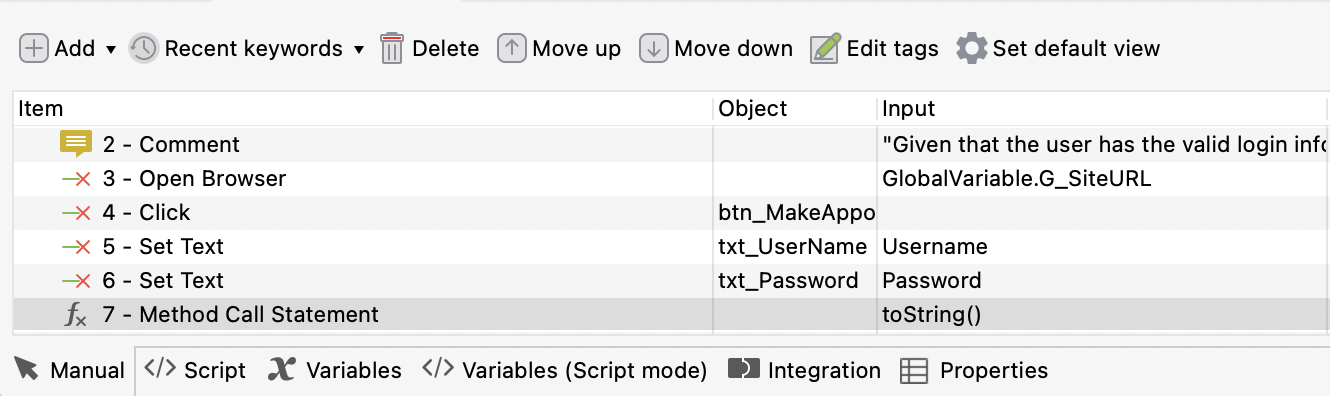 Add Recent keywords Delete Move up Move down Edit tags Set default view
Item Object Input
2 - Comment "Given that the user has the valid login info
3 - Open Browser GlobalVariable.G_SiteURL
4 - Click btn_MakeAppo
5 - Set Text txt_UserName Username
6 - Set Text txt_Password Password
fx 7 - Method Call Statement toString()
Manual </> Script x Variables </> Variables (Script mode) Integration Properties